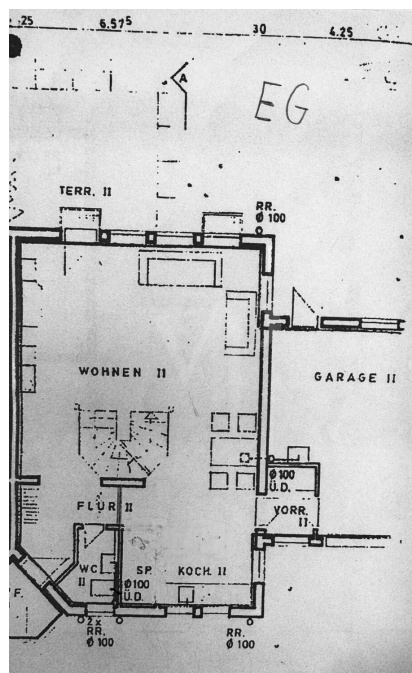 25 6.57⁵ 30 4.25
A
EG
TERR. II
RR.
Ø 100
WOHNEN II
GARAGE II
Ø 100
Ü.D.
FLUR II
VORR.
II
WC
II
SP.
KOCH. II
Ø 100
Ü.D.
F.
2x
RR.
Ø 100
RR.
Ø 100